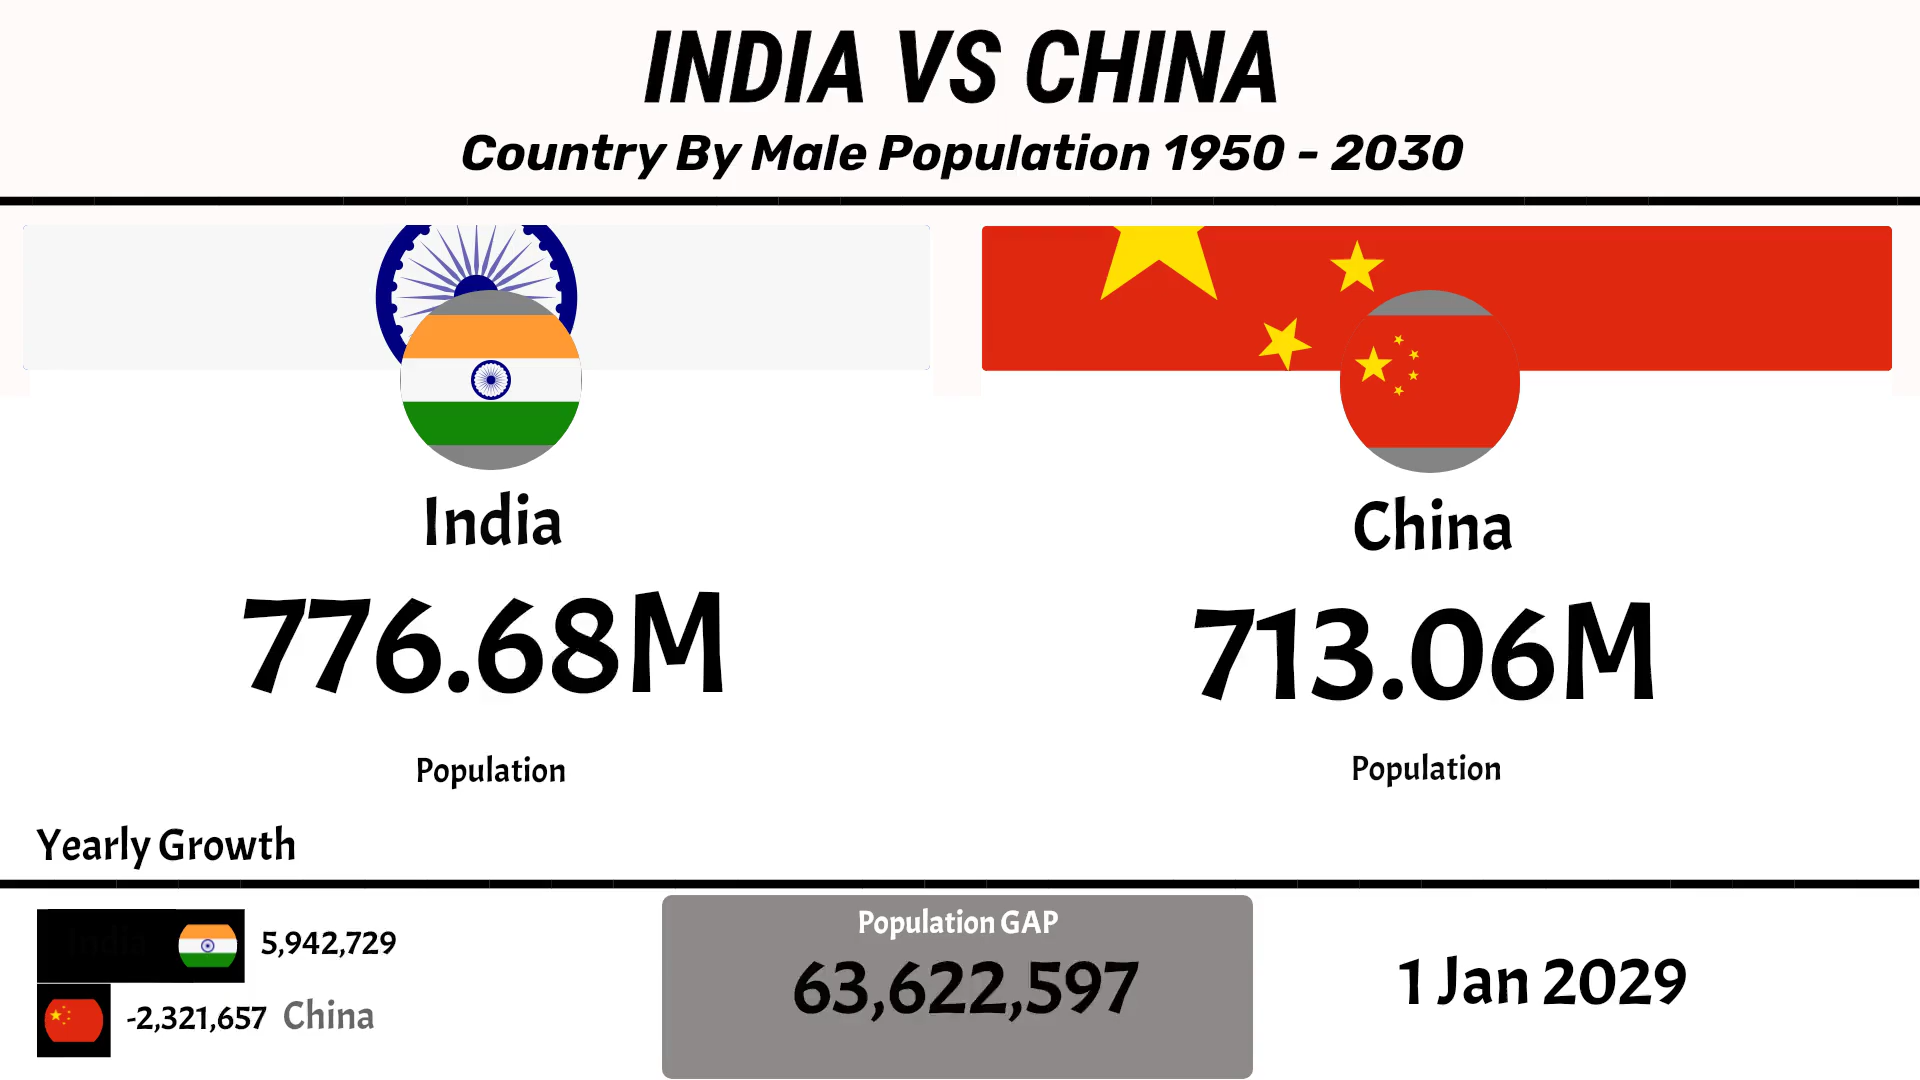 INDIA VS CHINA
Country By Male Population 1950 - 2030
India
China
776.68M
713.06M
Population
Population
Yearly Growth
India 5,942,729
-2,321,657 China
Population GAP
63,622,597
1 Jan 2029